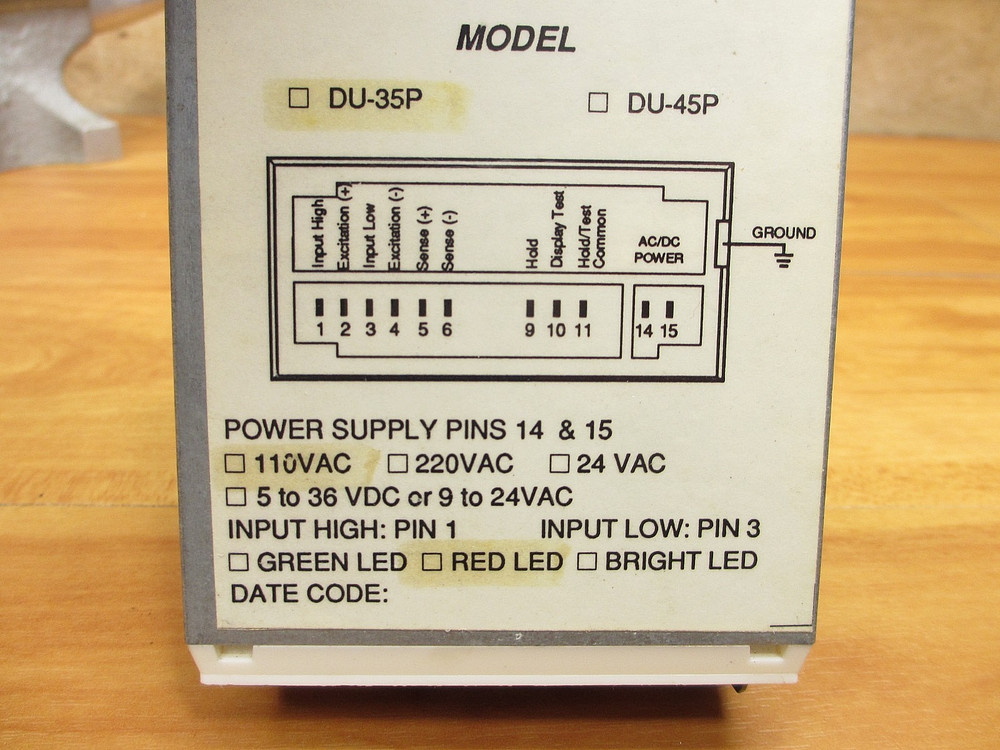 MODEL
☐ DU-35P ☐ DU-45P
Input High
Excitation (+)
Input Low
Excitation (-)
Sense (+)
Sense (-)
Hold
Display Test
Hold/Test
Common
AC/DC
POWER
GROUND
1 2 3 4 5 6 9 10 11 14 15
POWER SUPPLY PINS 14 & 15
☐ 110VAC ☐ 220VAC ☐ 24 VAC
☐ 5 to 36 VDC or 9 to 24VAC
INPUT HIGH: PIN 1 INPUT LOW: PIN 3
☐ GREEN LED ☐ RED LED ☐ BRIGHT LED
DATE CODE: